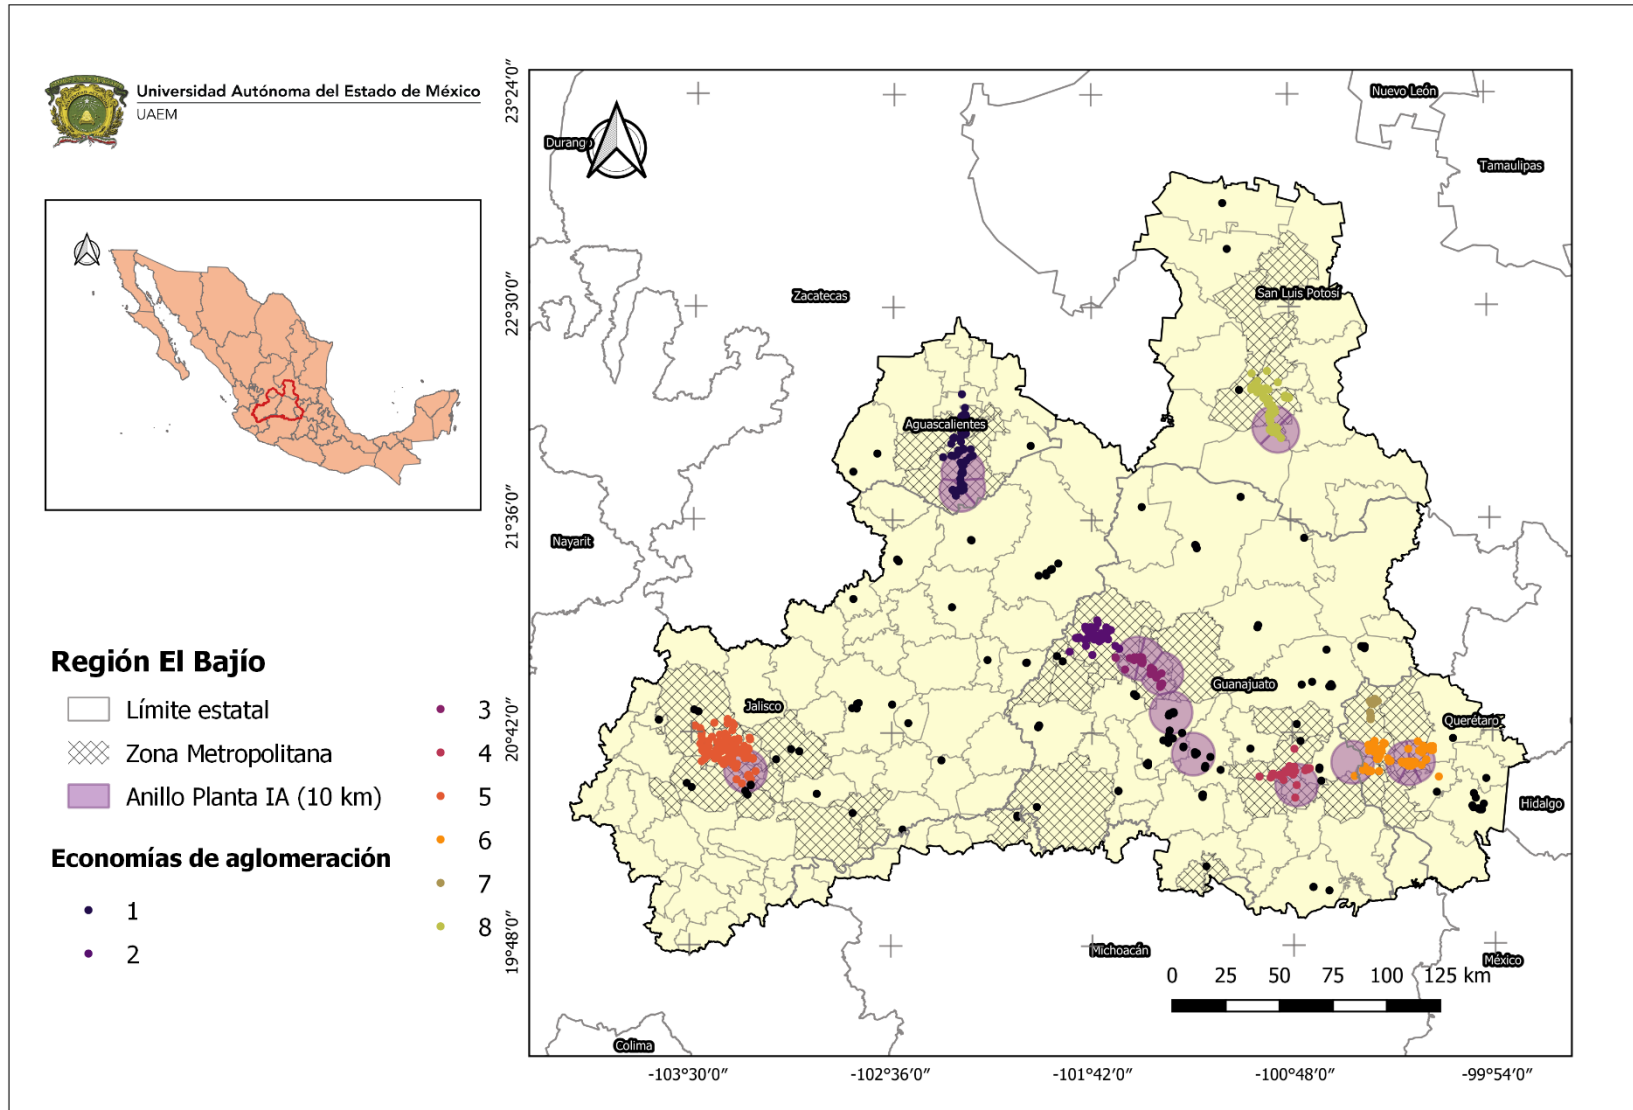 Universidad Autónoma del Estado de México
UAEM
Región El Bajío
Límite estatal
Zona Metropolitana
Anillo Planta IA (10 km)
Economías de aglomeración
1
2
3
4
5
6
7
8
23°24'0"
22°30'0"
21°36'0"
20°42'0"
19°48'0"
Nuevo León
Durango
Tamaulipas
San Luis Potosí
Zacatecas
Aguascalientes
Nayarit
Guanajuato
Jalisco
Querétaro
Hidalgo
Michoacán
México
Colima
0 25 50 75 100 125 km
-103°30'0" -102°36'0" -101°42'0" -100°48'0" -99°54'0"